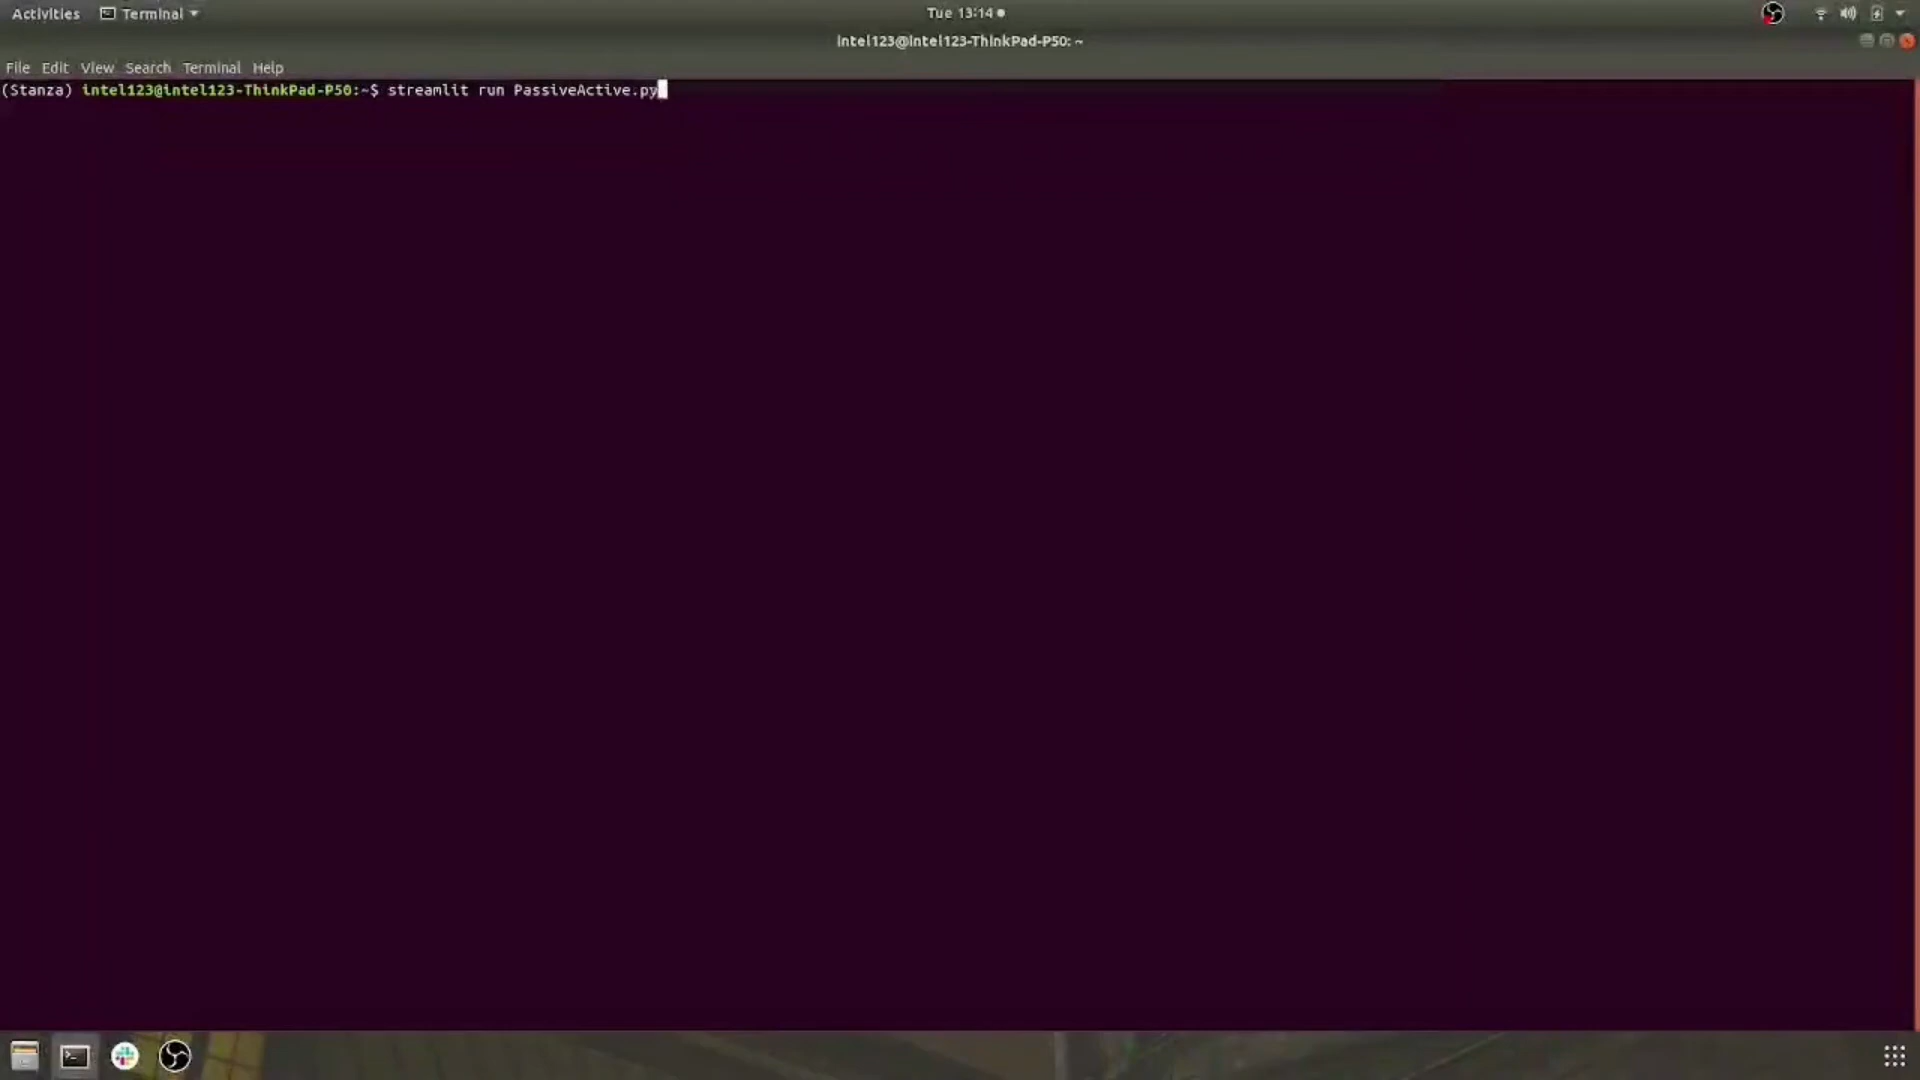 Activities Terminal Tue 13:14
intel123@intel123-ThinkPad-P50: ~
File Edit View Search Terminal Help
(Stanza) intel123@intel123-ThinkPad-P50:~$ streamlit run PassiveActive.py